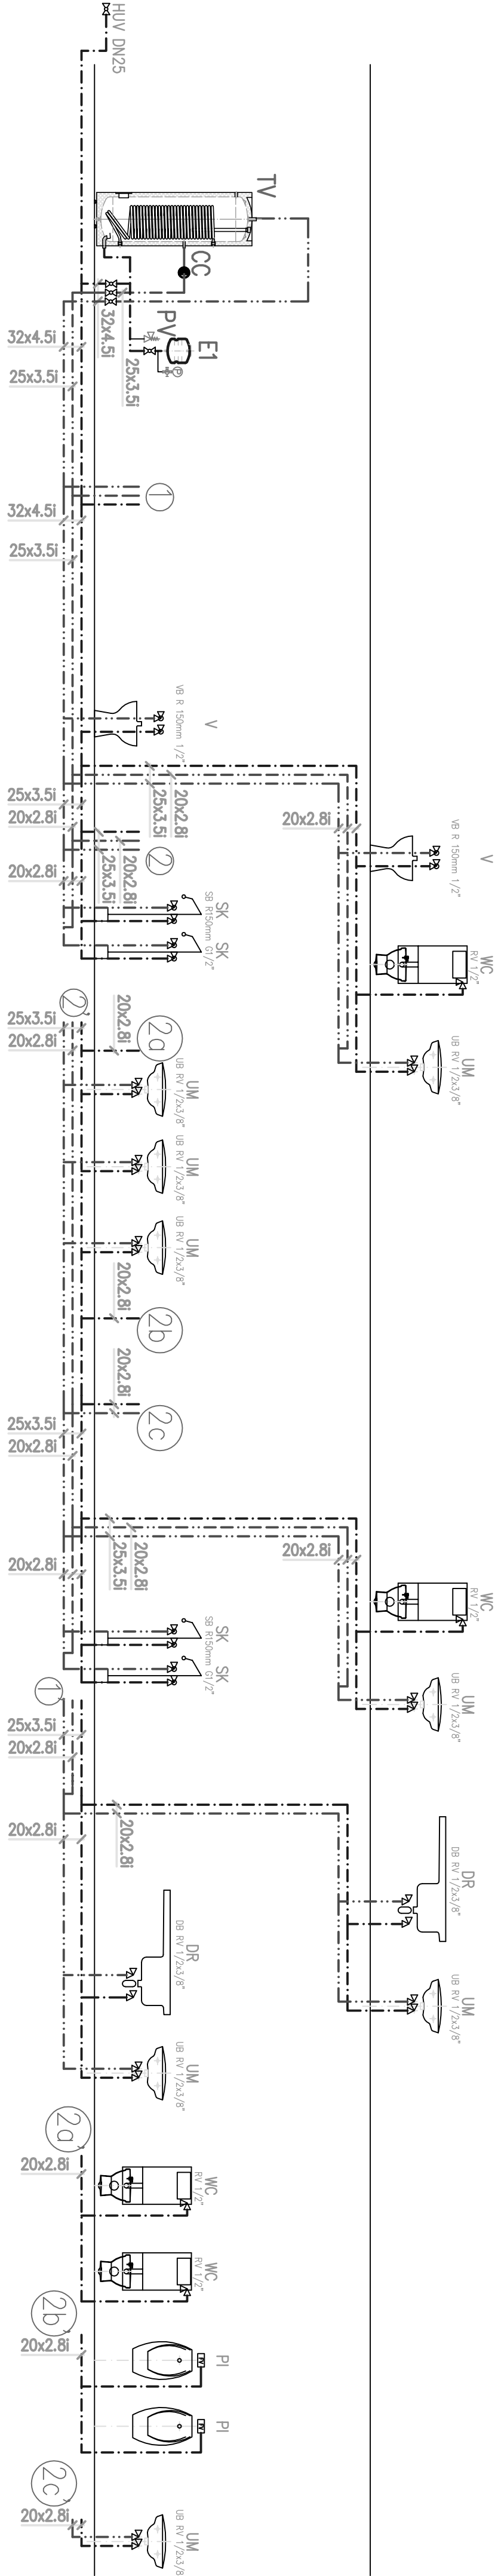 HUV DN25
TV
CC
PV
E1
P
32x4.5i
25x3.5i
32x4.5i
25x3.5i
1
32x4.5i
25x3.5i
V
VB R 150mm 1/2"
20x2.8i
25x3.5i
20x2.8i
V
VB R 150mm 1/2"
25x3.5i
20x2.8i
2
20x2.8i
25x3.5i
20x2.8i
SK
SB R150mm G1/2"
SK
WC
RV 1/2"
UM
UB RV 1/2x3/8"
2'
25x3.5i
20x2.8i
20x2.8i
2a
UM
UB RV 1/2x3/8"
UM
UB RV 1/2x3/8"
UM
UB RV 1/2x3/8"
20x2.8i
2b
20x2.8i
2c
25x3.5i
20x2.8i
20x2.8i
25x3.5i
20x2.8i
20x2.8i
WC
RV 1/2"
SK
SB R150mm G1/2"
SK
UM
UB RV 1/2x3/8"
1'
25x3.5i
20x2.8i
20x2.8i
20x2.8i
DR
DB RV 1/2x3/8"
DR
DB RV 1/2x3/8"
UM
UB RV 1/2x3/8"
UM
UB RV 1/2x3/8"
2a'
20x2.8i
WC
RV 1/2"
WC
RV 1/2"
2b'
20x2.8i
PI
PI
2c'
20x2.8i
UM
UB RV 1/2x3/8"